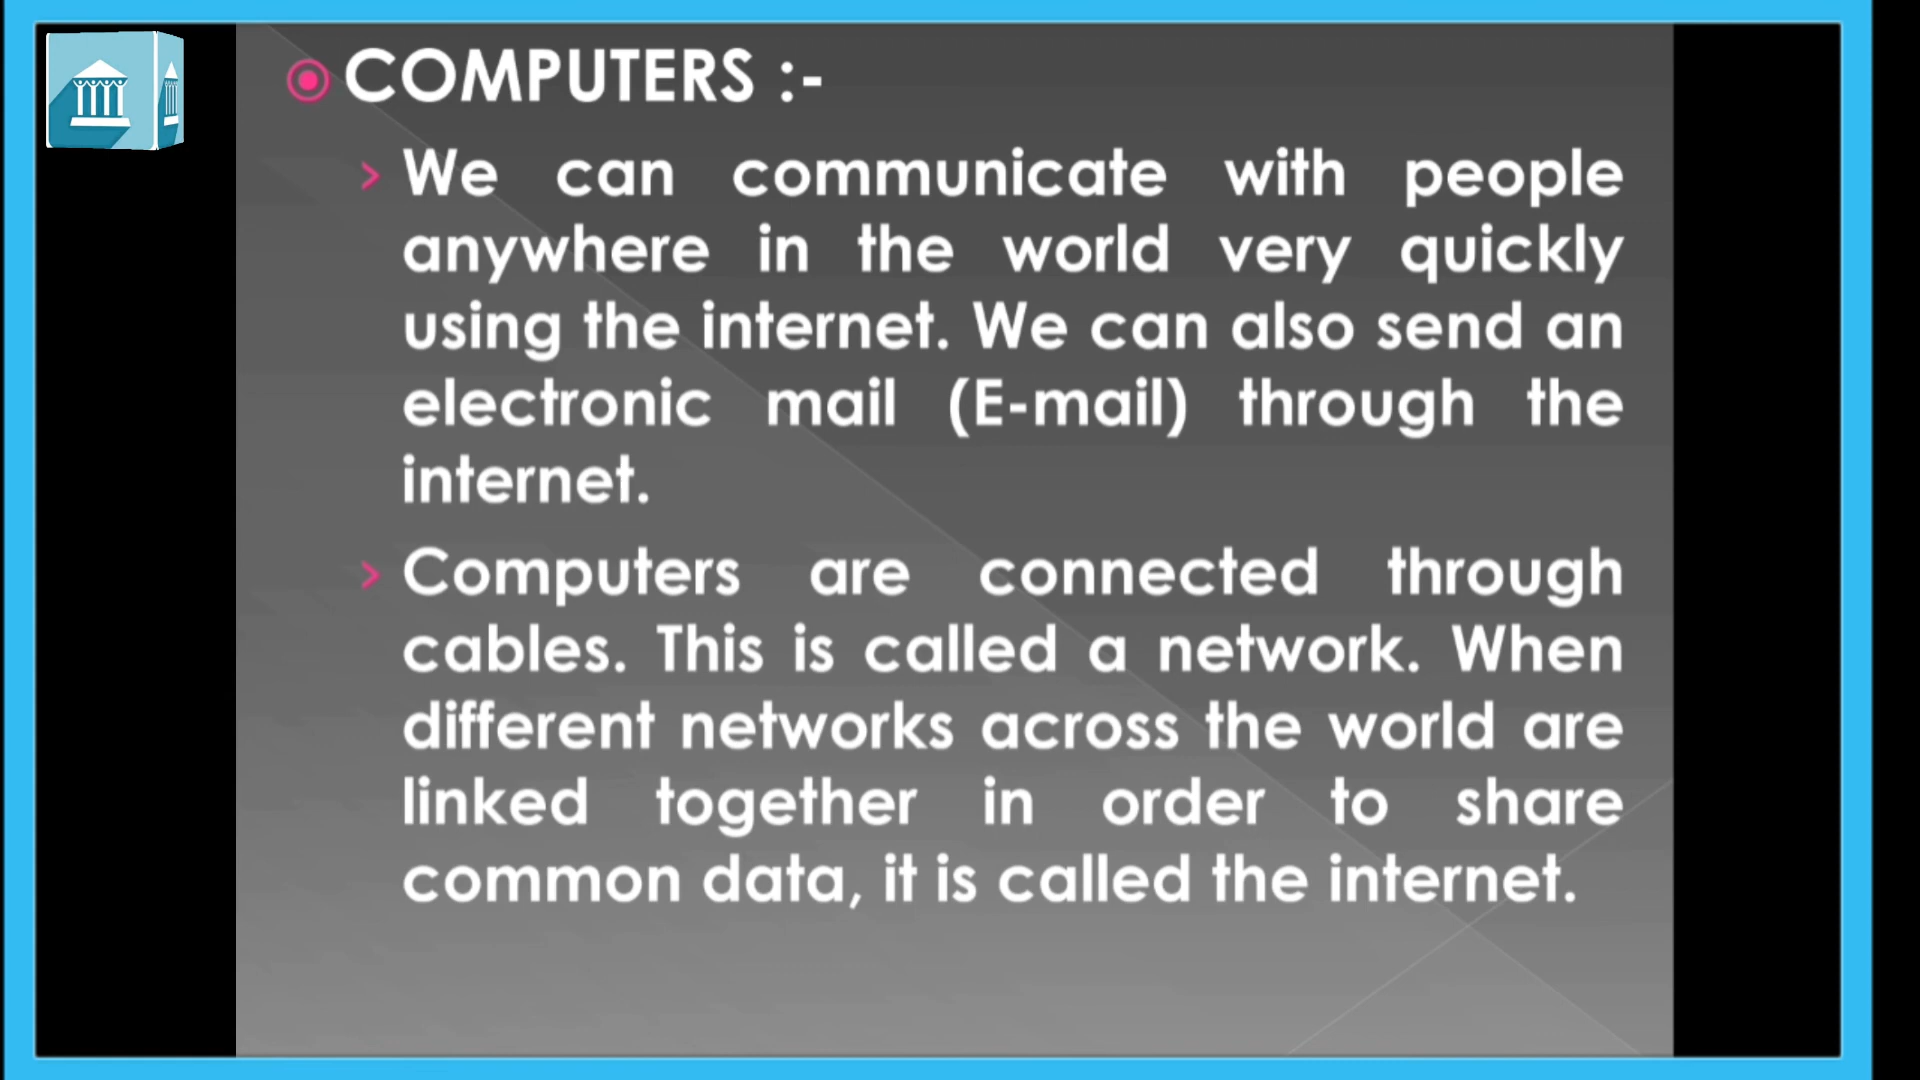 COMPUTERS :-
We can communicate with people
anywhere in the world very quickly
using the internet. We can also send an
electronic mail (E-mail) through the
internet.
Computers are connected through
cables. This is called a network. When
different networks across the world are
linked together in order to share
common data, it is called the internet.